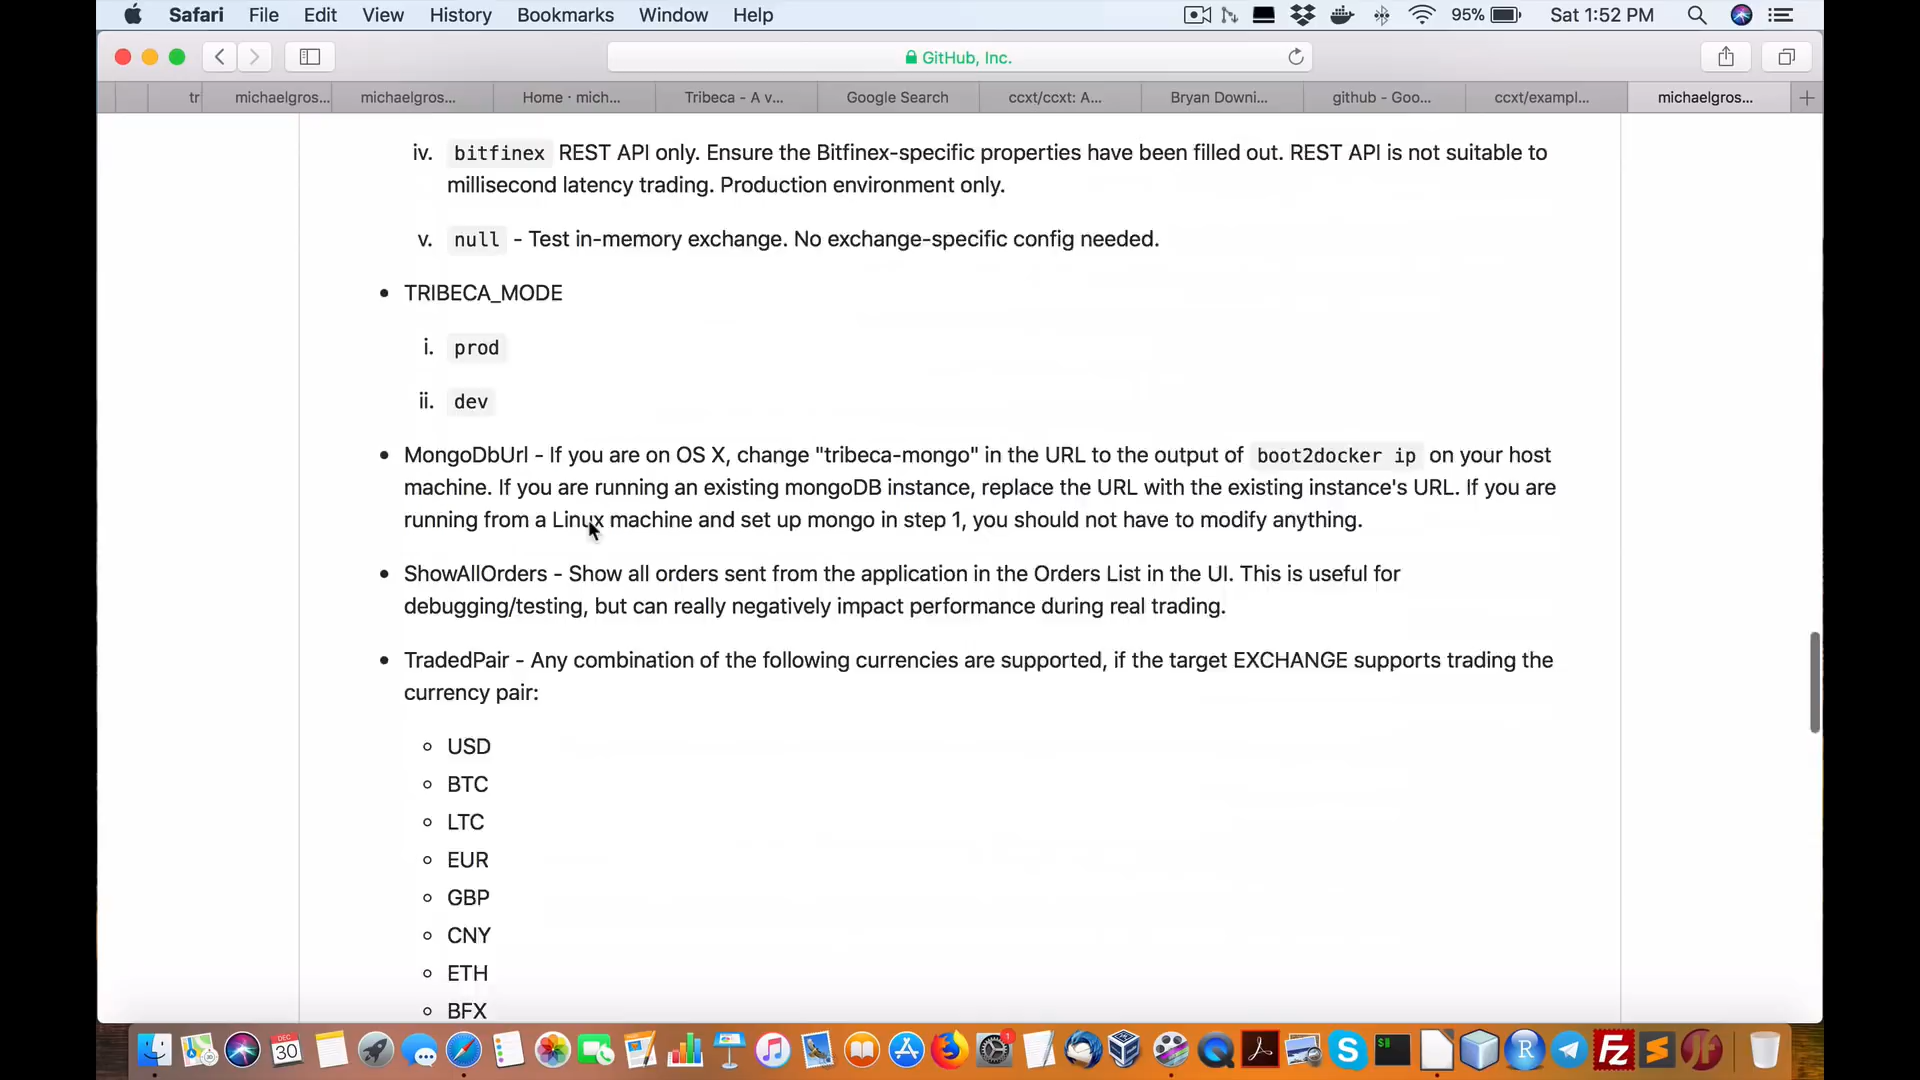 Safari File Edit View History Bookmarks Window Help 95% Sat 1:52 PM
GitHub, Inc.
tr michaelgros... michaelgros... Home · mich... Tribeca - A v... Google Search ccxt/ccxt: A... Bryan Downi... github - Goo... ccxt/exampl... michaelgros...
iv. bitfinex REST API only. Ensure the Bitfinex-specific properties have been filled out. REST API is not suitable to
millisecond latency trading. Production environment only.
v. null - Test in-memory exchange. No exchange-specific config needed.
• TRIBECA_MODE
i. prod
ii. dev
• MongoDbUrl - If you are on OS X, change "tribeca-mongo" in the URL to the output of boot2docker ip on your host
machine. If you are running an existing mongoDB instance, replace the URL with the existing instance's URL. If you are
running from a Linux machine and set up mongo in step 1, you should not have to modify anything.
• ShowAllOrders - Show all orders sent from the application in the Orders List in the UI. This is useful for
debugging/testing, but can really negatively impact performance during real trading.
• TradedPair - Any combination of the following currencies are supported, if the target EXCHANGE supports trading the
currency pair:
◦ USD
◦ BTC
◦ LTC
◦ EUR
◦ GBP
◦ CNY
◦ ETH
◦ BFX
DEC
30
1
$
R
S
Fz
S
JF